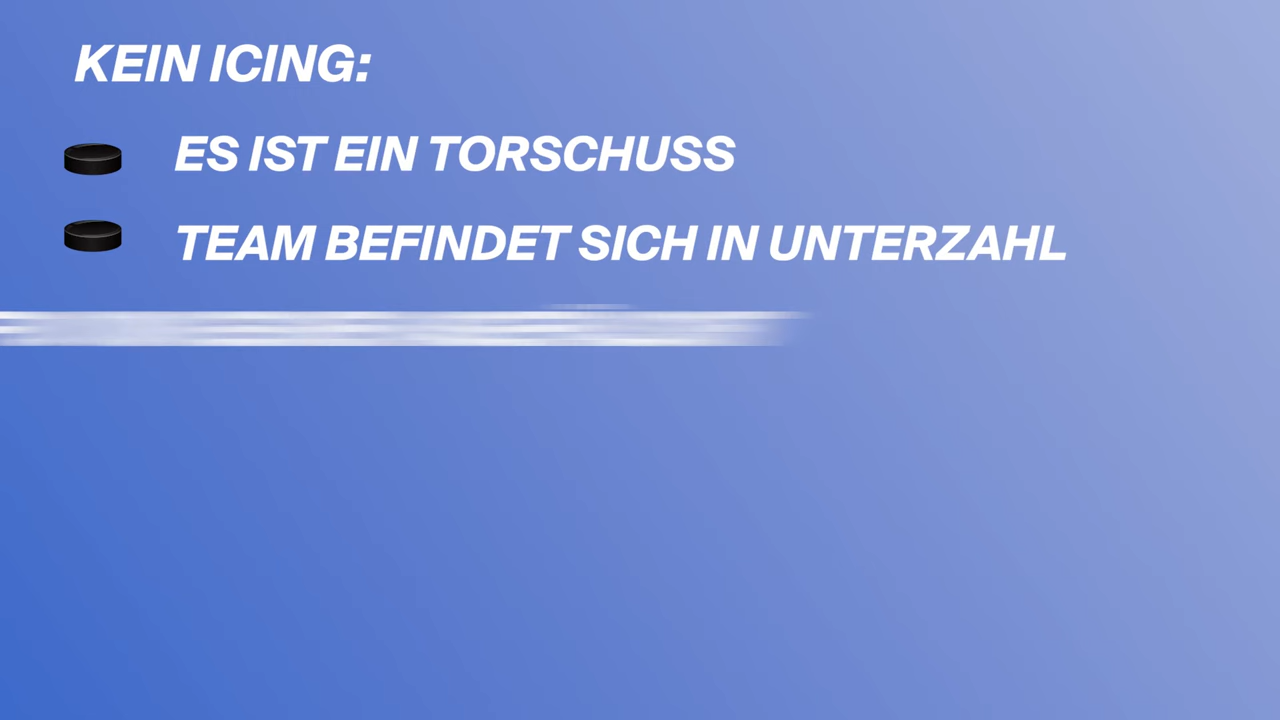 KEIN ICING:
ES IST EIN TORSCHUSS
TEAM BEFINDET SICH IN UNTERZAHL